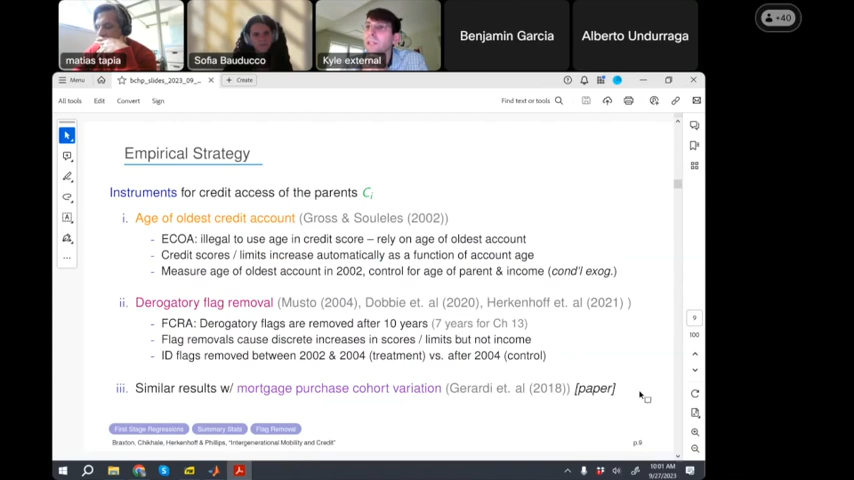 matias tapia
Sofia Bauducco
Kyle external
Benjamin Garcia
Alberto Undurraga
+40
Menu
bchp_slides_2023_09_...
Create
All tools
Edit
Convert
Sign
Find text or tools
Empirical Strategy
Instruments for credit access of the parents Ci
i. Age of oldest credit account (Gross & Souleles (2002))
- ECOA: illegal to use age in credit score – rely on age of oldest account
- Credit scores / limits increase automatically as a function of account age
- Measure age of oldest account in 2002, control for age of parent & income (cond'l exog.)
ii. Derogatory flag removal (Musto (2004), Dobbie et. al (2020), Herkenhoff et. al (2021) )
- FCRA: Derogatory flags are removed after 10 years (7 years for Ch 13)
- Flag removals cause discrete increases in scores / limits but not income
- ID flags removed between 2002 & 2004 (treatment) vs. after 2004 (control)
iii. Similar results w/ mortgage purchase cohort variation (Gerardi et. al (2018)) [paper]
First Stage Regressions
Summary Stats
Flag Removal
Braxton, Chikhale, Herkenhoff & Phillips, "Intergenerational Mobility and Credit"
p.9
9
100
10:01 AM
9/27/2023